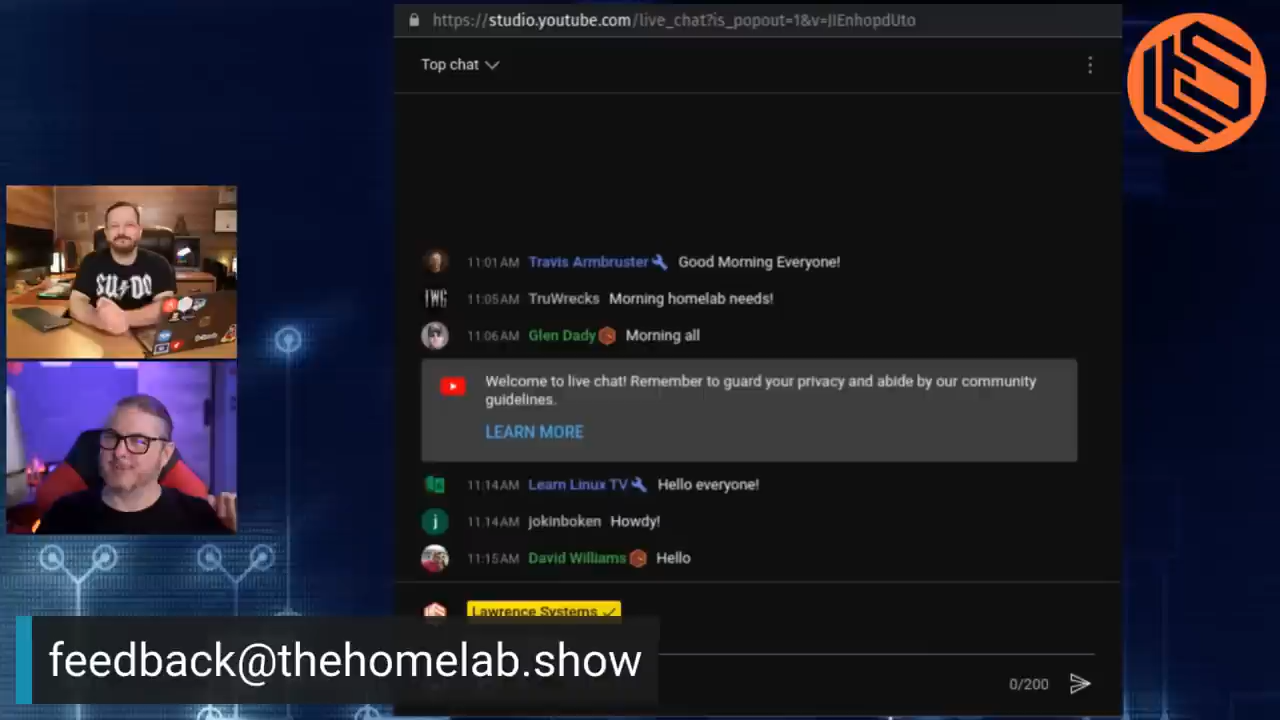 https://studio.youtube.com/live_chat?is_popout=1&v=JIEnhopdUto
Top chat
11:01 AM Travis Armbruster Good Morning Everyone!
11:05 AM TruWrecks Morning homelab needs!
11:06 AM Glen Dady Morning all
Welcome to live chat! Remember to guard your privacy and abide by our community
guidelines.
LEARN MORE
11:14 AM Learn Linux TV Hello everyone!
j
11:14 AM jokinboken Howdy!
11:15 AM David Williams Hello
Lawrence Systems
0/200
feedback@thehomelab.show
SU DO